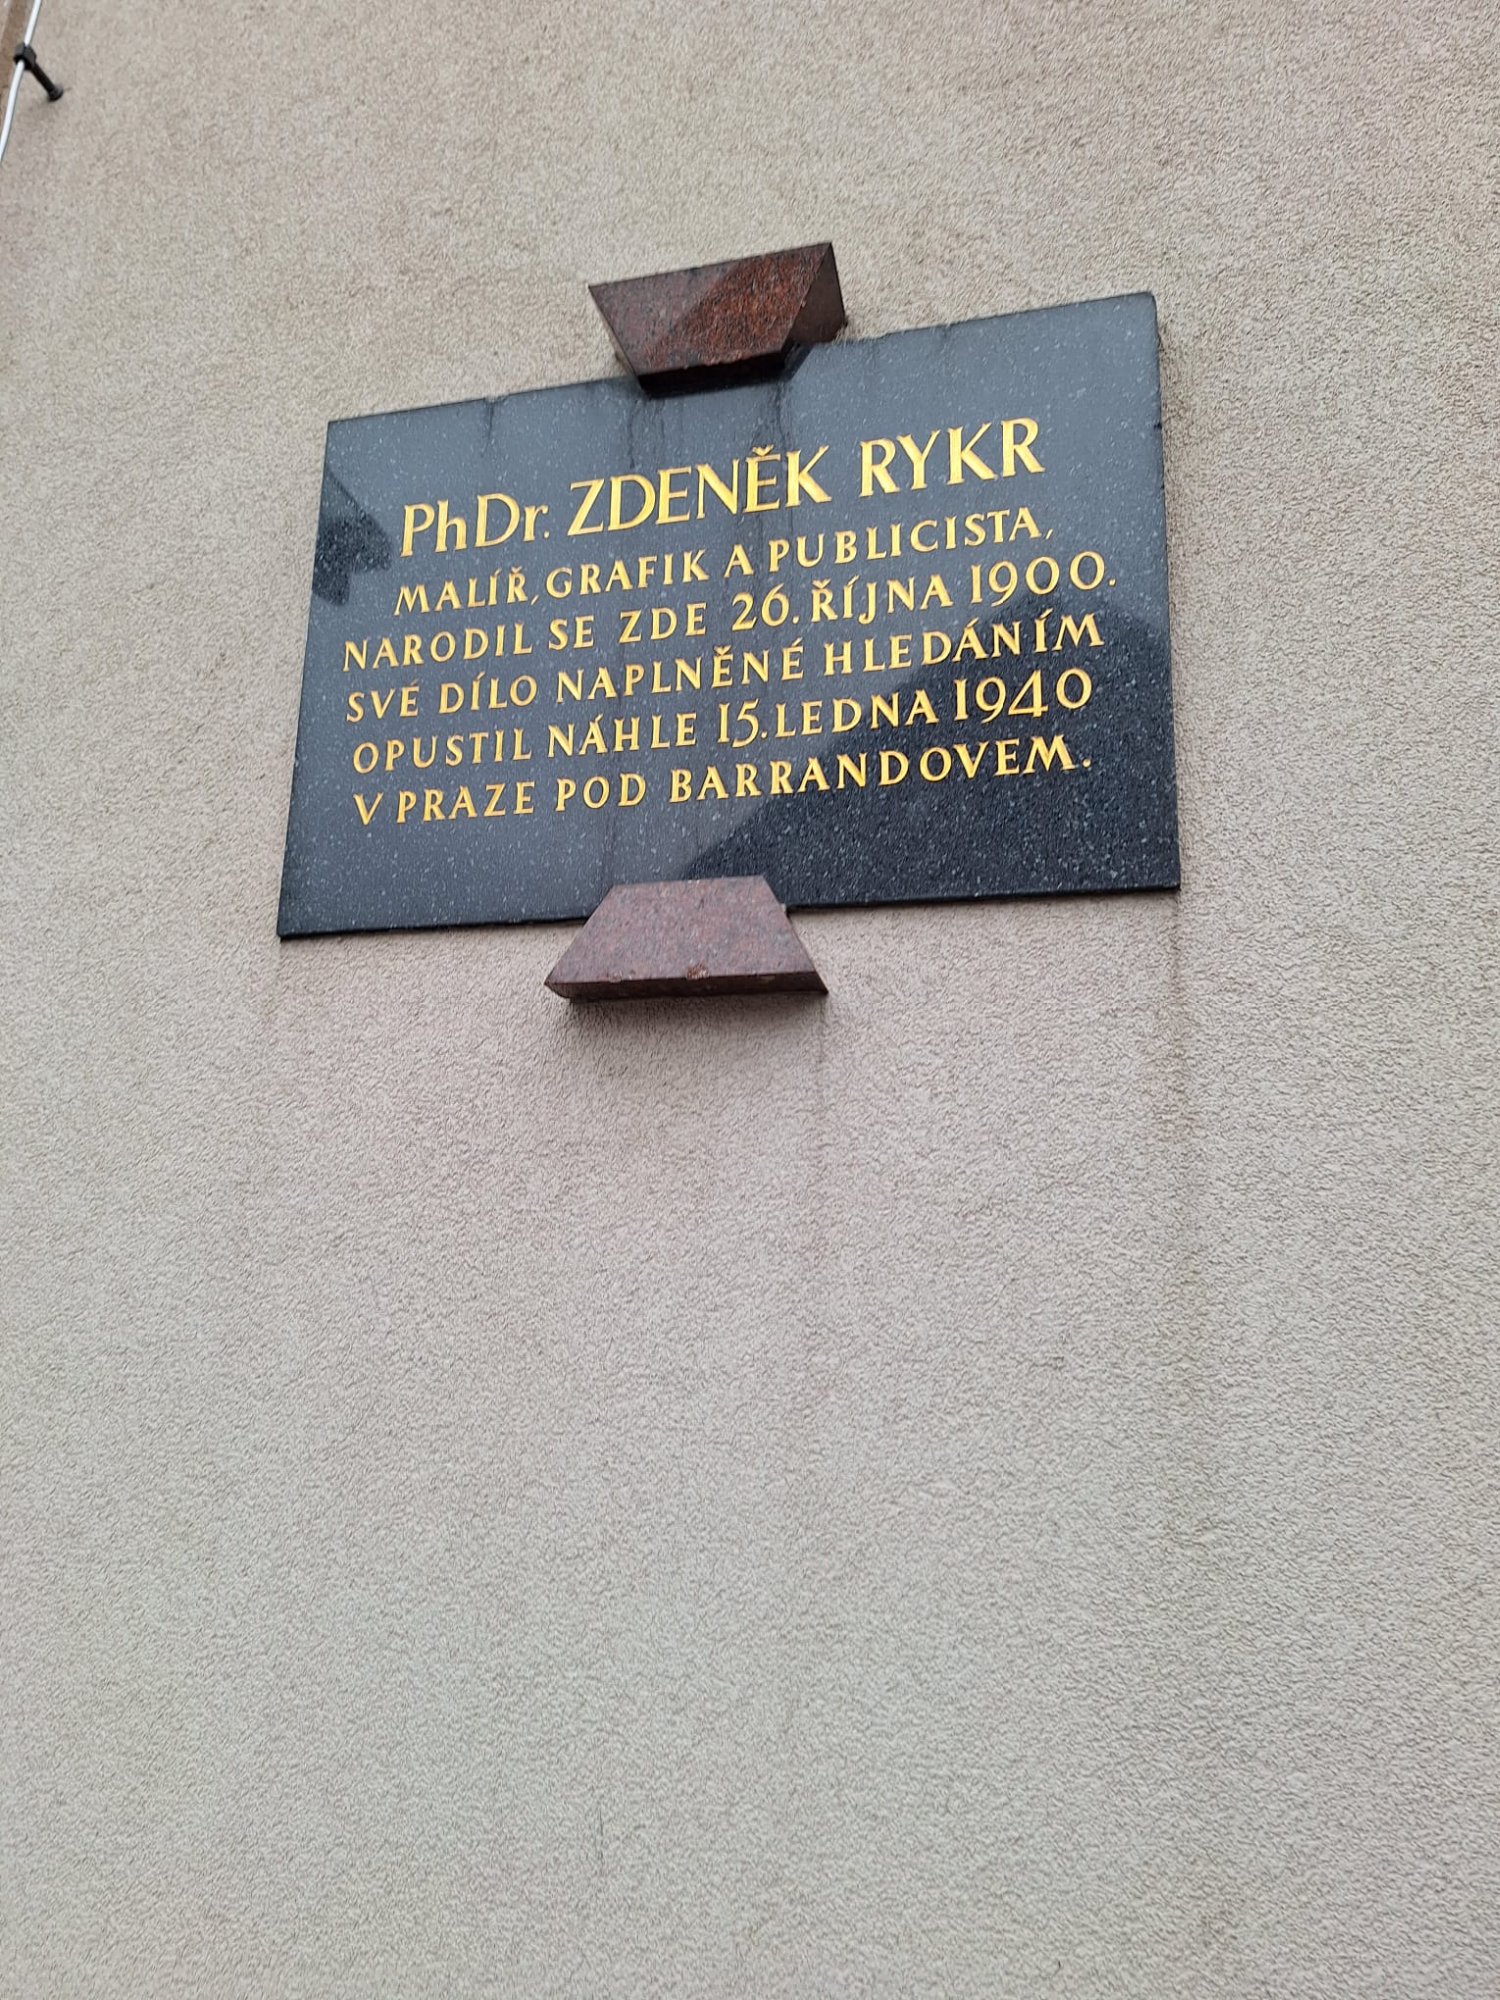 PhDr. ZDENĚK RYKR
MALÍŘ, GRAFIK A PUBLICISTA,
NARODIL SE ZDE 26. ŘÍJNA 1900.
SVÉ DÍLO NAPLNĚNÉ HLEDÁNÍM
OPUSTIL NÁHLE 15. LEDNA 1940
V PRAZE POD BARRANDOVEM.